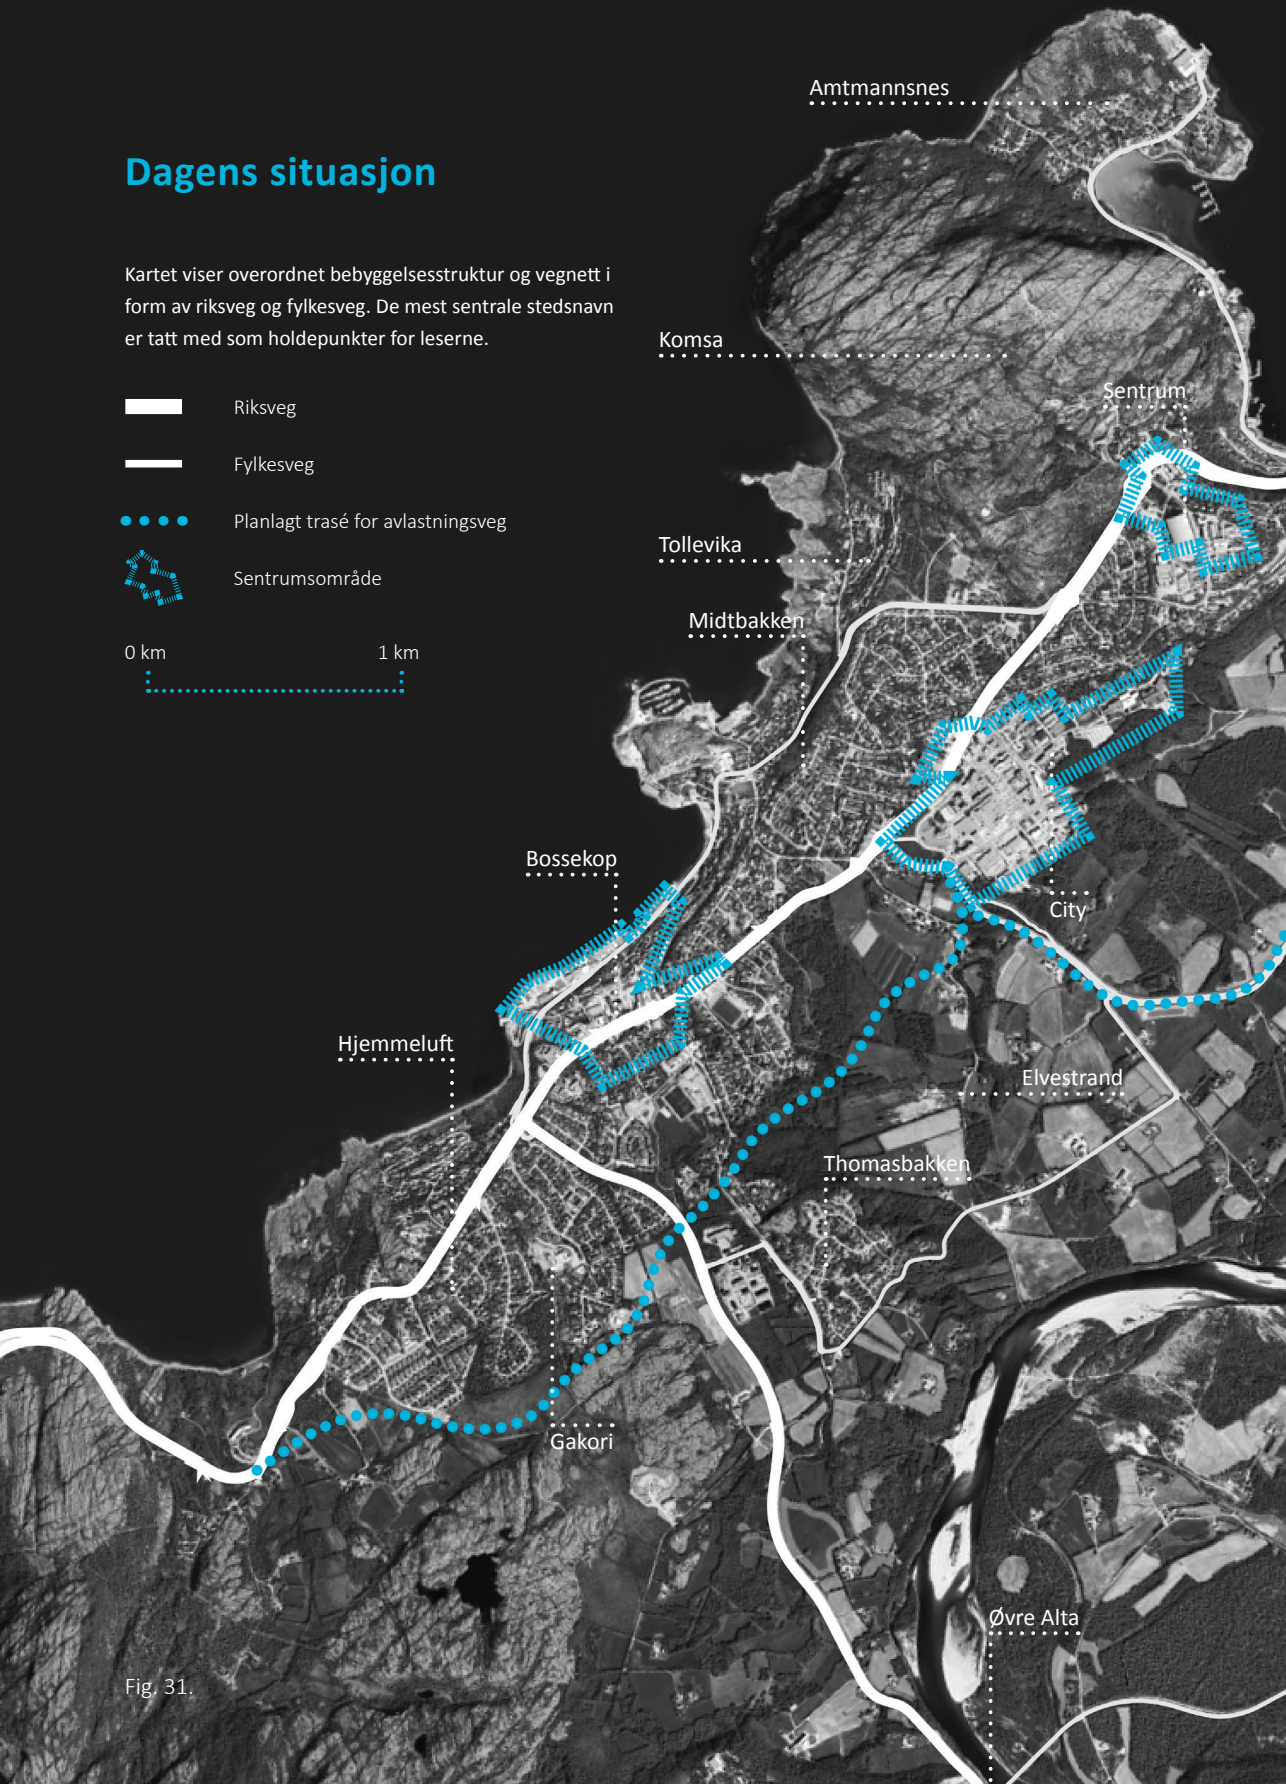 Amtmannsnes
Dagens situasjon
Kartet viser overordnet bebyggelsesstruktur og vegnett i
form av riksveg og fylkesveg. De mest sentrale stedsnavn
er tatt med som holdepunkter for leserne.
Komsa
Sentrum
Riksveg
Fylkesveg
Planlagt trasé for avlastningsveg
Tollevika
Sentrumsområde
Midtbakken
0 km 1 km
Bossekop
City
Hjemmeluft
Elvestrand
Thomasbakken
Gakori
Øvre Alta
Fig. 31.